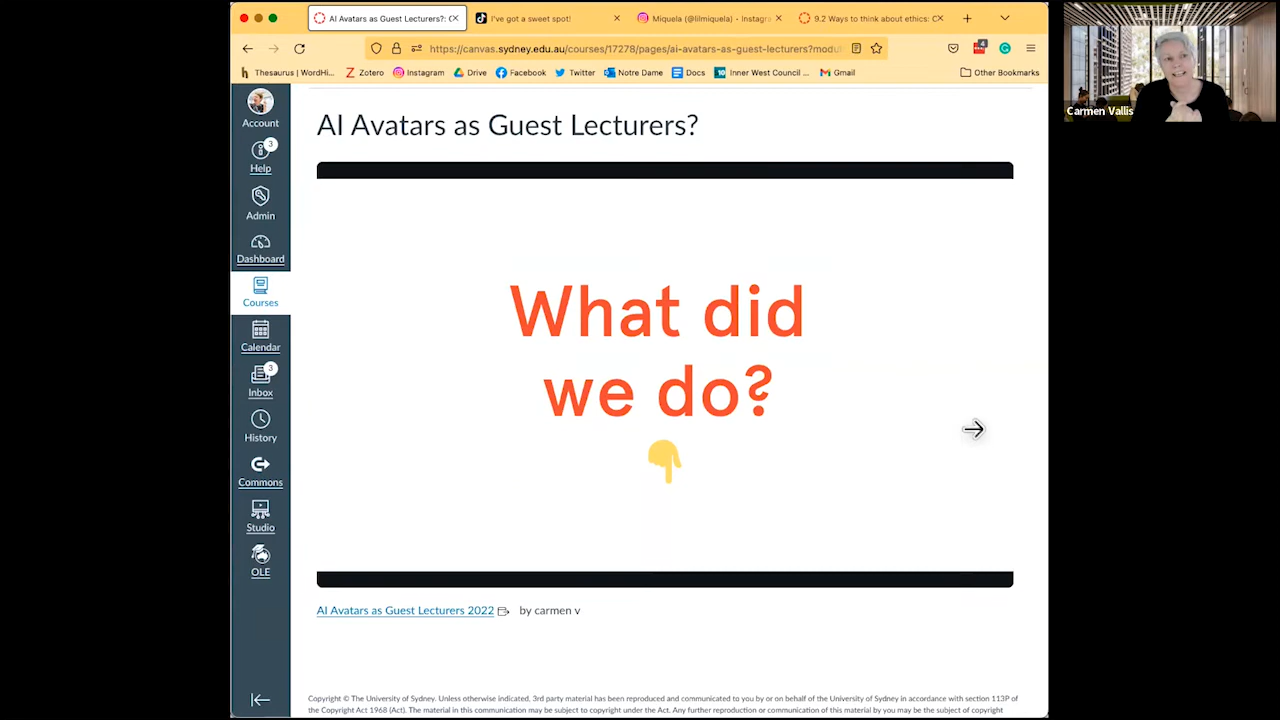 AI Avatars as Guest Lecturers?: (
I've got a sweet spot!
Miquela (@lilmiquela) • Instagra
9.2 Ways to think about ethics: C
https://canvas.sydney.edu.au/courses/17278/pages/ai-avatars-as-guest-lecturers?modul
4
Thesaurus | WordHi...
Zotero
Instagram
Drive
Facebook
Twitter
Notre Dame
Docs
10
Inner West Council ...
Gmail
Other Bookmarks
Account
3
Help
Admin
Dashboard
Courses
Calendar
3
Inbox
History
Commons
Studio
OLE
AI Avatars as Guest Lecturers?
What did
we do?
AI Avatars as Guest Lecturers 2022 by carmen v
Copyright © The University of Sydney. Unless otherwise indicated, 3rd party material has been reproduced and communicated to you by or on behalf of the University of Sydney in accordance with section 113P of
the Copyright Act 1968 (Act). The material in this communication may be subject to copyright under the Act. Any further reproduction or communication of this material by you may be the subject of copyright
Carmen Vallis